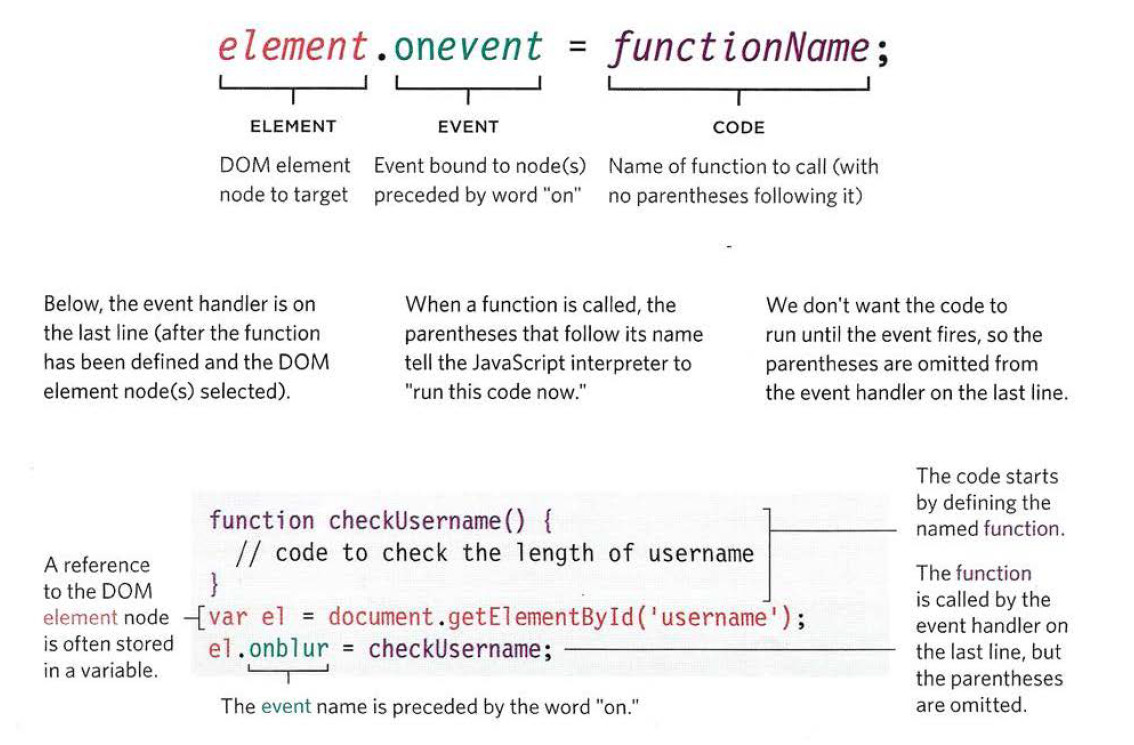 element.onevent = functionName;
ELEMENT
DOM element
node to target
EVENT
Event bound to node(s)
preceded by word "on"
CODE
Name of function to call (with
no parentheses following it)
Below, the event handler is on
the last line (after the function
has been defined and the DOM
element node(s) selected).
When a function is called, the
parentheses that follow its name
tell the JavaScript interpreter to
"run this code now."
We don't want the code to
run until the event fires, so the
parentheses are omitted from
the event handler on the last line.
function checkUsername() {
// code to check the length of username
}
var el = document.getElementById('username');
el.onblur = checkUsername;
A reference
to the DOM
element node
is often stored
in a variable.
The event name is preceded by the word "on."
The code starts
by defining the
named function.
The function
is called by the
event handler on
the last line, but
the parentheses
are omitted.